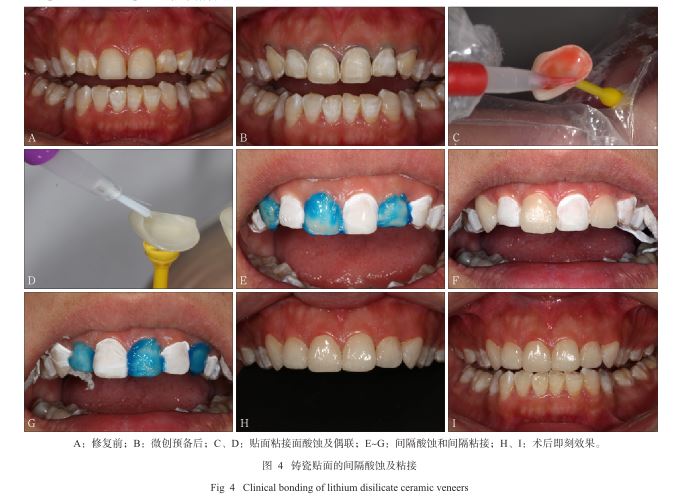 A
B
C
D
E
F
G
H
I
A：修复前；B：微创预备后；C、D：贴面粘接面酸蚀及偶联；E~G：间隔酸蚀和间隔粘接；H、I：术后即刻效果。
图 4 铸瓷贴面的间隔酸蚀及粘接
Fig 4 Clinical bonding of lithium disilicate ceramic veneers